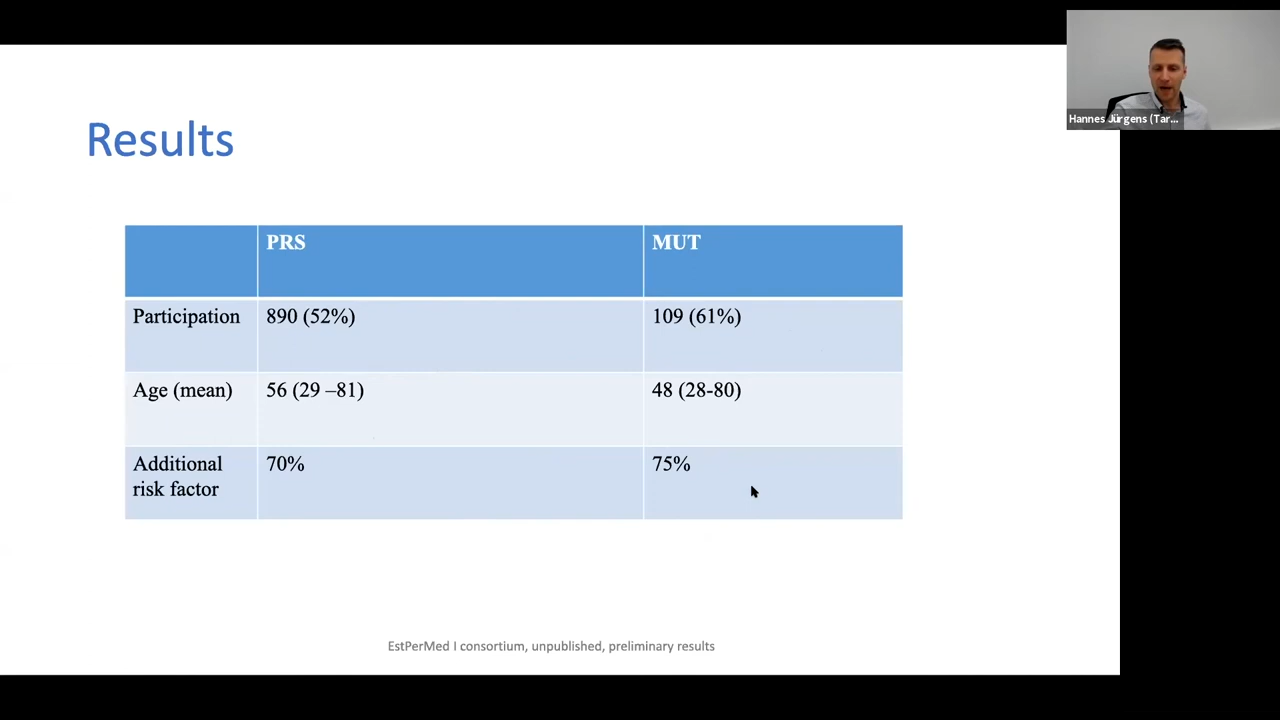 Hannes Jürgens (Tar...
Results
PRS
MUT
Participation
890 (52%)
109 (61%)
Age (mean)
56 (29 –81)
48 (28-80)
Additional
risk factor
70%
75%
EstPerMed I consortium, unpublished, preliminary results